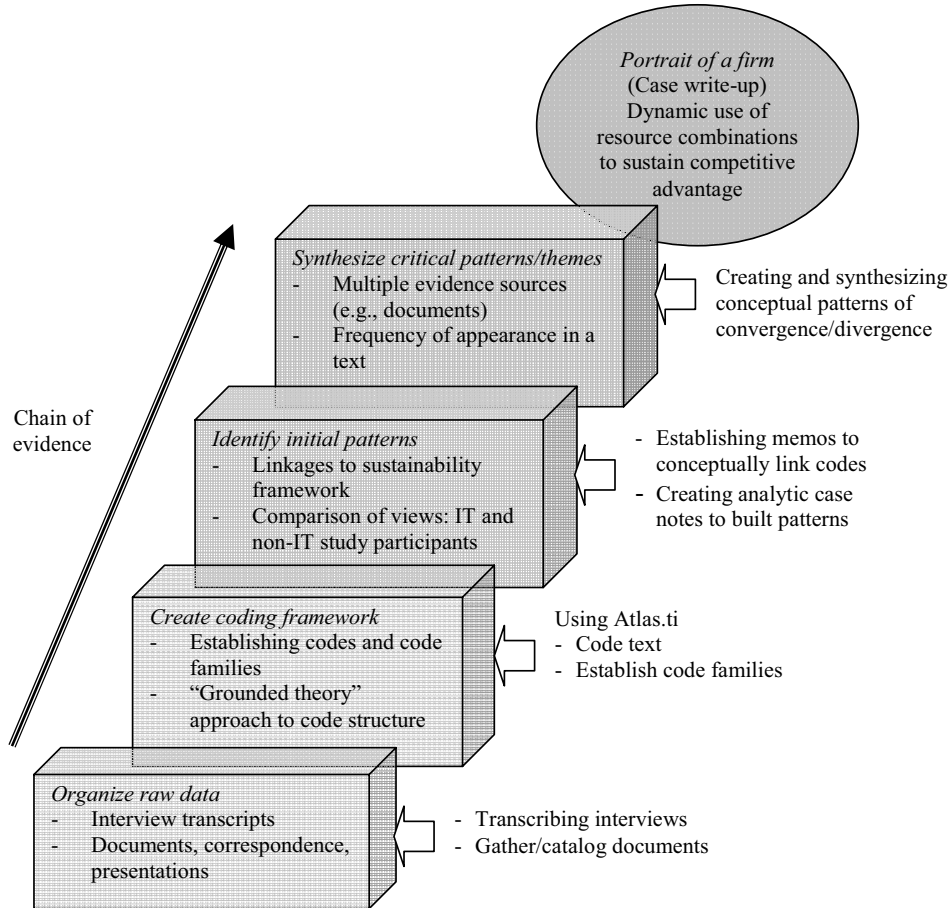 Portrait of a firm
(Case write-up)
Dynamic use of
resource combinations
to sustain competitive
advantage
Synthesize critical patterns/themes
- Multiple evidence sources
(e.g., documents)
- Frequency of appearance in a
text
Creating and synthesizing
conceptual patterns of
convergence/divergence
Chain of
evidence
Identify initial patterns
- Linkages to sustainability
framework
- Comparison of views: IT and
non-IT study participants
- Establishing memos to
conceptually link codes
- Creating analytic case
notes to built patterns
Create coding framework
- Establishing codes and code
families
- “Grounded theory”
approach to code structure
Using Atlas.ti
- Code text
- Establish code families
Organize raw data
- Interview transcripts
- Documents, correspondence,
presentations
- Transcribing interviews
- Gather/catalog documents